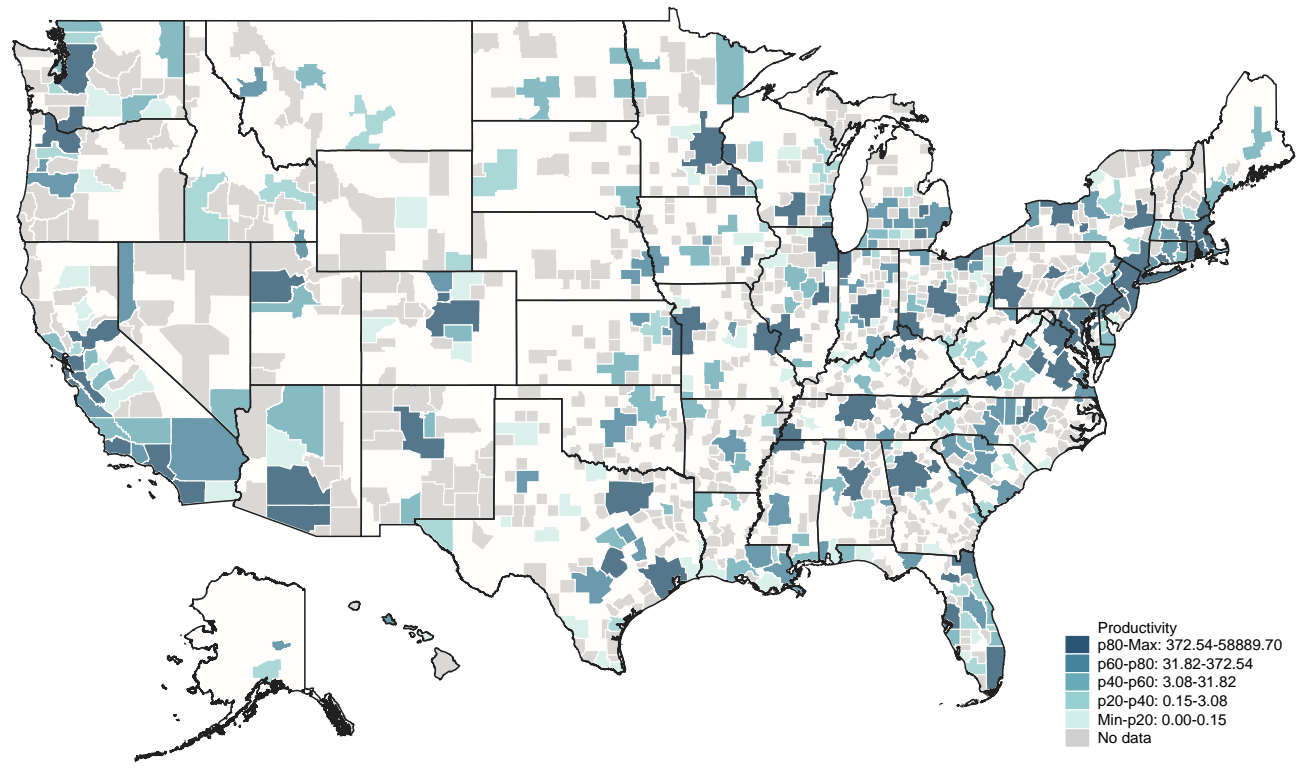 Productivity
p80-Max: 372.54-58889.70
p60-p80: 31.82-372.54
p40-p60: 3.08-31.82
p20-p40: 0.15-3.08
Min-p20: 0.00-0.15
No data